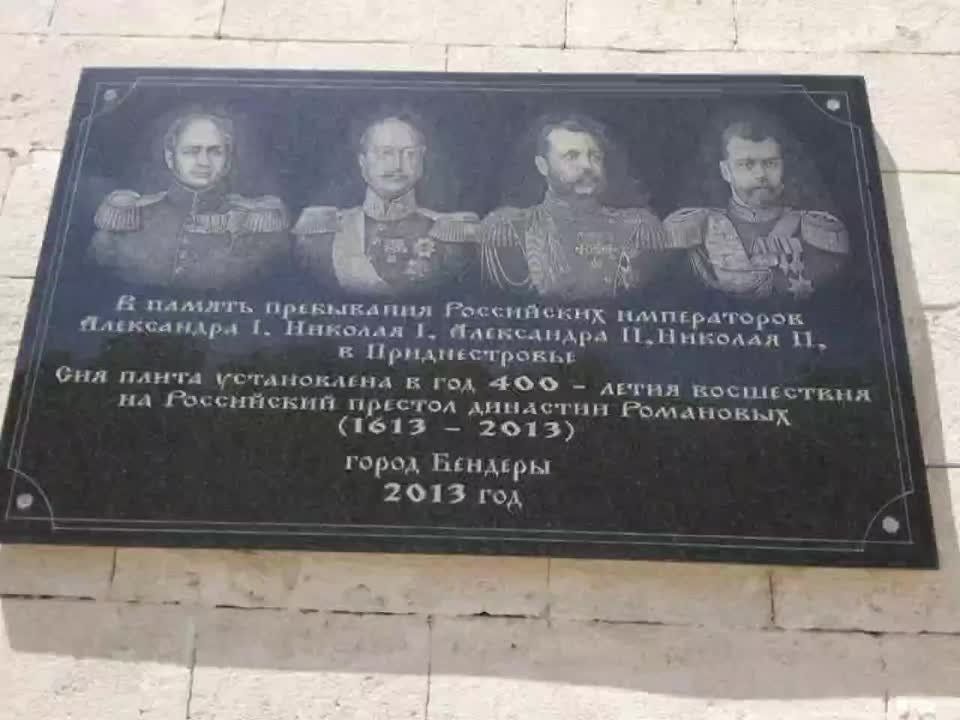 В память пребывания Российских императоров
Александра I, Николая I, Александра II, Николая II,
в Приднестровье
Сия плита установлена в год 400 - летия восшествия
на Российский престол династии Романовых
(1613 - 2013)
город Бендеры
2013 год